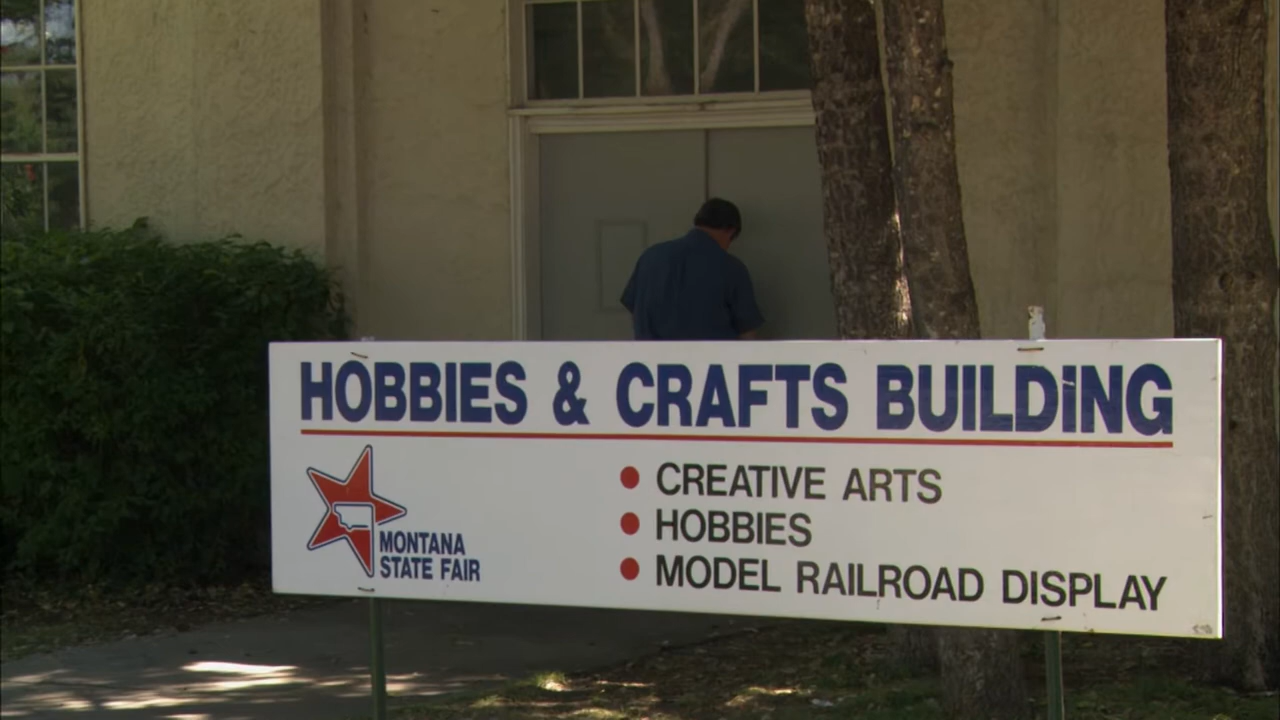 HOBBIES & CRAFTS BUILDING
MONTANA
STATE FAIR
● CREATIVE ARTS
● HOBBIES
● MODEL RAILROAD DISPLAY